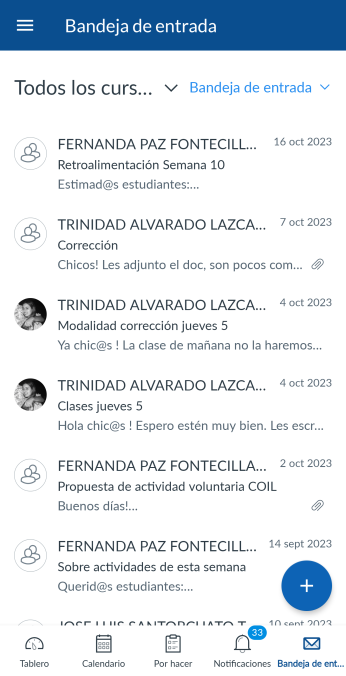 Bandeja de entrada
Todos los curs... Bandeja de entrada
FERNANDA PAZ FONTECILL... 16 oct 2023
Retroalimentación Semana 10
Estimad@s estudiantes:...
TRINIDAD ALVARADO LAZCA... 7 oct 2023
Corrección
Chicos! Les adjunto el doc, son pocos com...
TRINIDAD ALVARADO LAZCA... 4 oct 2023
Modalidad corrección jueves 5
Ya chic@s ! La clase de mañana no la haremos...
TRINIDAD ALVARADO LAZCA... 4 oct 2023
Clases jueves 5
Hola chic@s ! Espero estén muy bien. Les escr...
FERNANDA PAZ FONTECILLA... 2 oct 2023
Propuesta de actividad voluntaria COIL
Buenos días!...
FERNANDA PAZ FONTECILL... 14 sept 2023
Sobre actividades de esta semana
Querid@s estudiantes:...
JOSE LUIS SANTORCUATO T... 10 sept 2023
33
Tablero Calendario Por hacer Notificaciones Bandeja de ent...